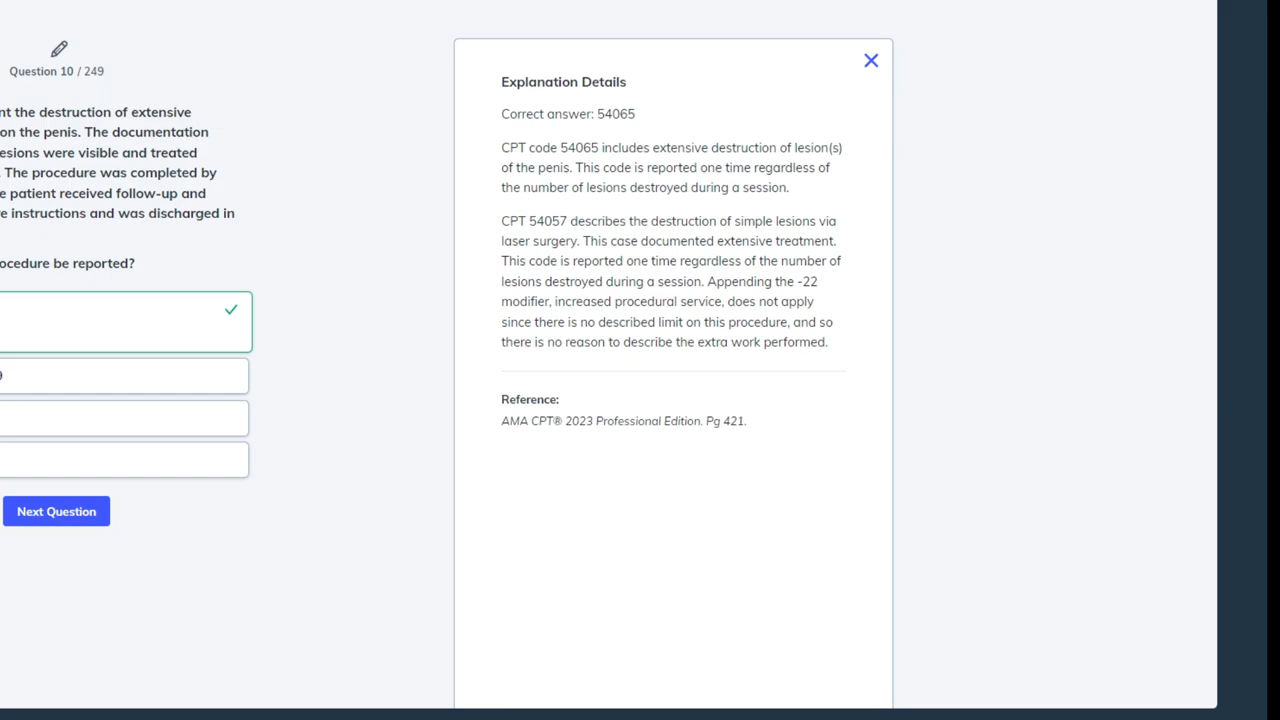 Question 10 / 249
nt the destruction of extensive
on the penis. The documentation
esions were visible and treated
. The procedure was completed by
e patient received follow-up and
re instructions and was discharged in
ocedure be reported?
9
Next Question
Explanation Details
Correct answer: 54065
CPT code 54065 includes extensive destruction of lesion(s)
of the penis. This code is reported one time regardless of
the number of lesions destroyed during a session.
CPT 54057 describes the destruction of simple lesions via
laser surgery. This case documented extensive treatment.
This code is reported one time regardless of the number of
lesions destroyed during a session. Appending the -22
modifier, increased procedural service, does not apply
since there is no described limit on this procedure, and so
there is no reason to describe the extra work performed.
Reference:
AMA CPT® 2023 Professional Edition. Pg 421.